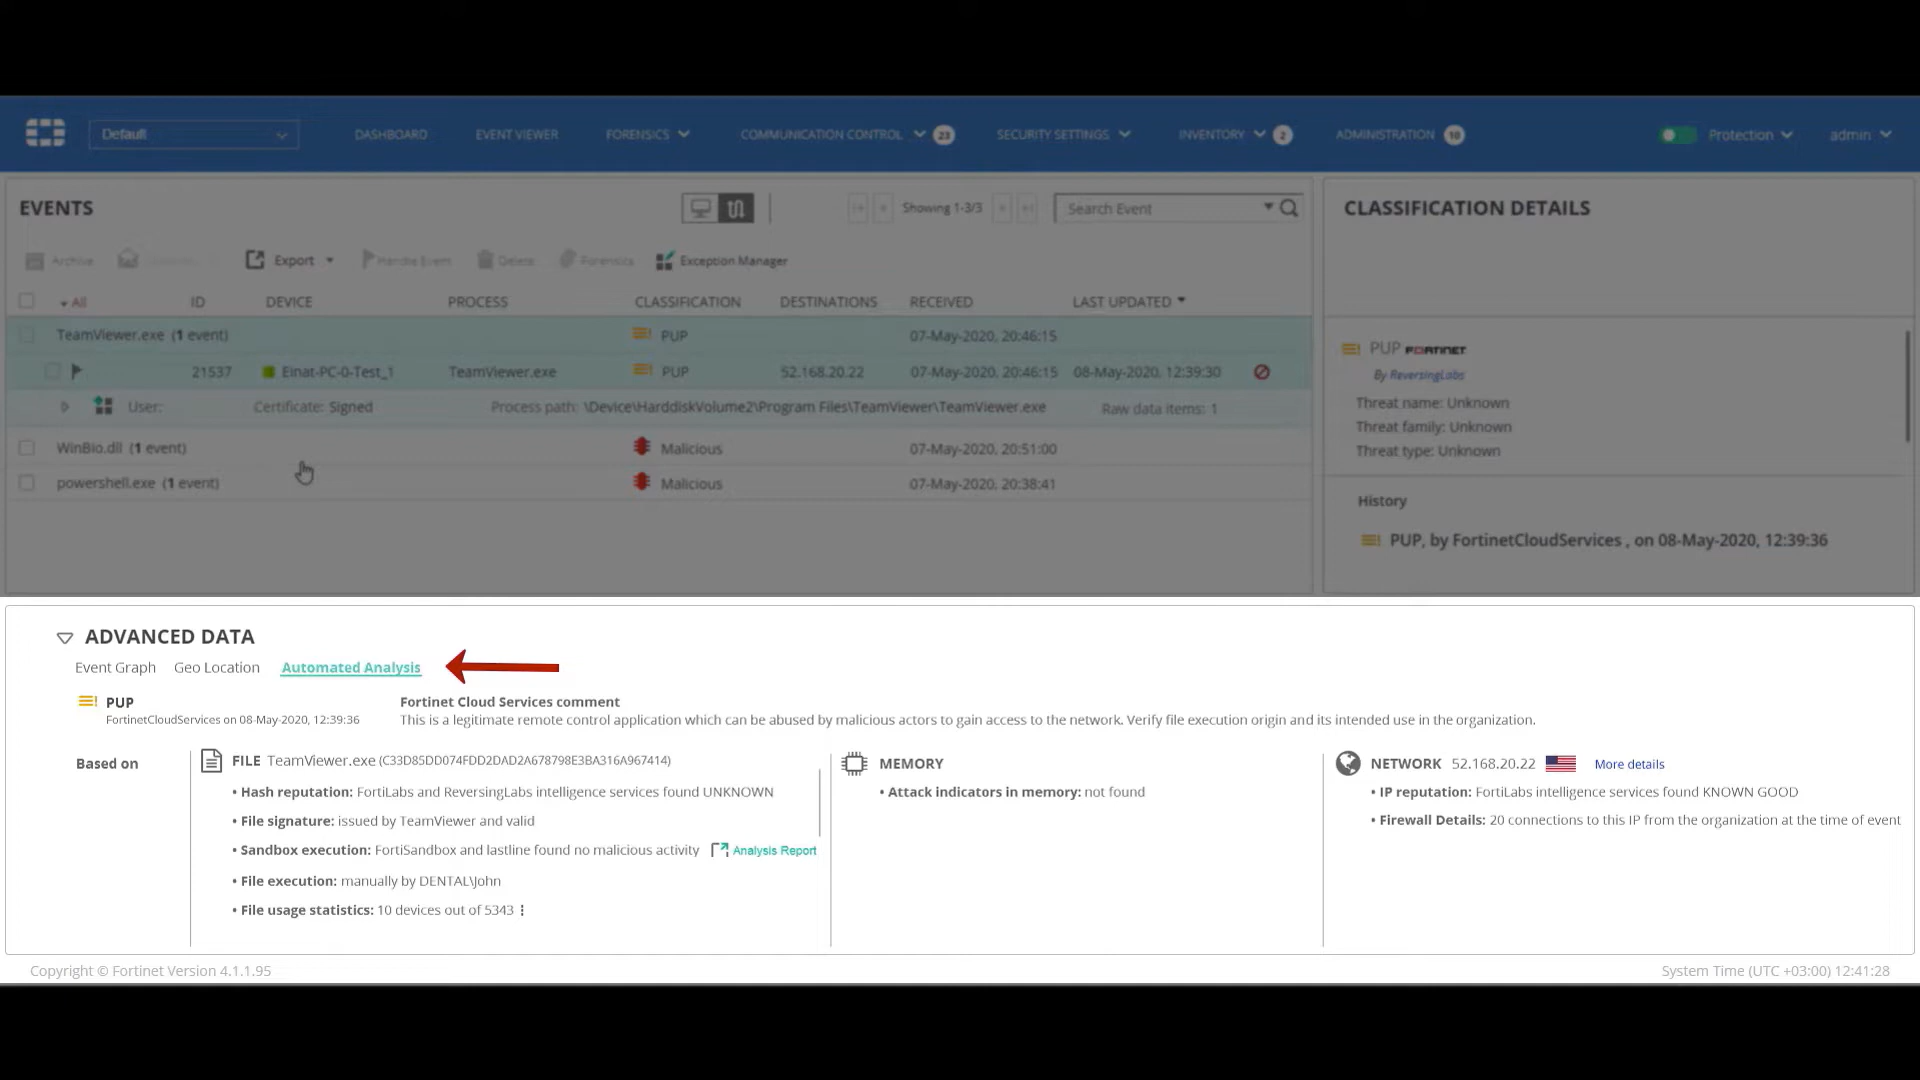 Default
DASHBOARD
EVENT VIEWER
FORENSICS
COMMUNICATION CONTROL 23
SECURITY SETTINGS
INVENTORY 2
ADMINISTRATION 10
Protection
admin
EVENTS
Showing 1-3/3
Search Event
Archive
Export
Handle Event
Delete
Forensics
Exception Manager
All ID DEVICE PROCESS CLASSIFICATION DESTINATIONS RECEIVED LAST UPDATED
TeamViewer.exe (1 event) PUP 07-May-2020, 20:46:15
21537 Einat-PC-0-Test_1 TeamViewer.exe PUP 52.168.20.22 07-May-2020, 20:46:15 08-May-2020, 12:39:30
User: Certificate: Signed Process path: \Device\HarddiskVolume2\Program Files\TeamViewer\TeamViewer.exe Raw data items: 1
WinBio.dll (1 event) Malicious 07-May-2020, 20:51:00
powershell.exe (1 event) Malicious 07-May-2020, 20:38:41
CLASSIFICATION DETAILS
PUP FORTINET
By ReversingLabs
Threat name: Unknown
Threat family: Unknown
Threat type: Unknown
History
PUP, by FortinetCloudServices , on 08-May-2020, 12:39:36
ADVANCED DATA
Event Graph Geo Location Automated Analysis
PUP
FortinetCloudServices on 08-May-2020, 12:39:36
Fortinet Cloud Services comment
This is a legitimate remote control application which can be abused by malicious actors to gain access to the network. Verify file execution origin and its intended use in the organization.
Based on
FILE TeamViewer.exe (C33D85DD074FDD2DAD2A678798E3BA316A967414)
• Hash reputation: FortiLabs and ReversingLabs intelligence services found UNKNOWN
• File signature: issued by TeamViewer and valid
• Sandbox execution: FortiSandbox and lastline found no malicious activity Analysis Report
• File execution: manually by DENTAL\John
• File usage statistics: 10 devices out of 5343
MEMORY
• Attack indicators in memory: not found
NETWORK 52.168.20.22 More details
• IP reputation: FortiLabs intelligence services found KNOWN GOOD
• Firewall Details: 20 connections to this IP from the organization at the time of event
Copyright © Fortinet Version 4.1.1.95
System Time (UTC +03:00) 12:41:28